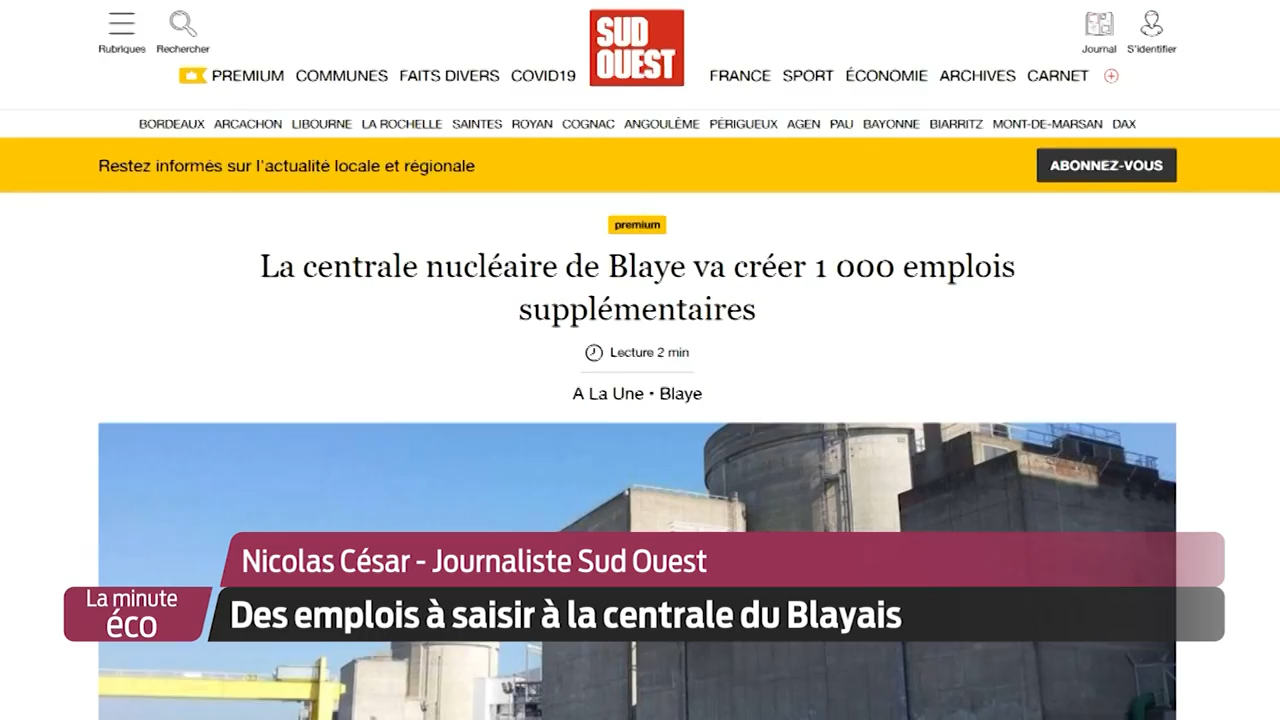 Rubriques
Rechercher
SUD
OUEST
Journal
S'identifier
PREMIUM COMMUNES FAITS DIVERS COVID19 FRANCE SPORT ÉCONOMIE ARCHIVES CARNET
BORDEAUX ARCACHON LIBOURNE LA ROCHELLE SAINTES ROYAN COGNAC ANGOULÊME PÉRIGUEUX AGEN PAU BAYONNE BIARRITZ MONT-DE-MARSAN DAX
Restez informés sur l'actualité locale et régionale
ABONNEZ-VOUS
premium
La centrale nucléaire de Blaye va créer 1 000 emplois
supplémentaires
Lecture 2 min
A La Une • Blaye
Nicolas César - Journaliste Sud Ouest
La minute
éco
Des emplois à saisir à la centrale du Blayais